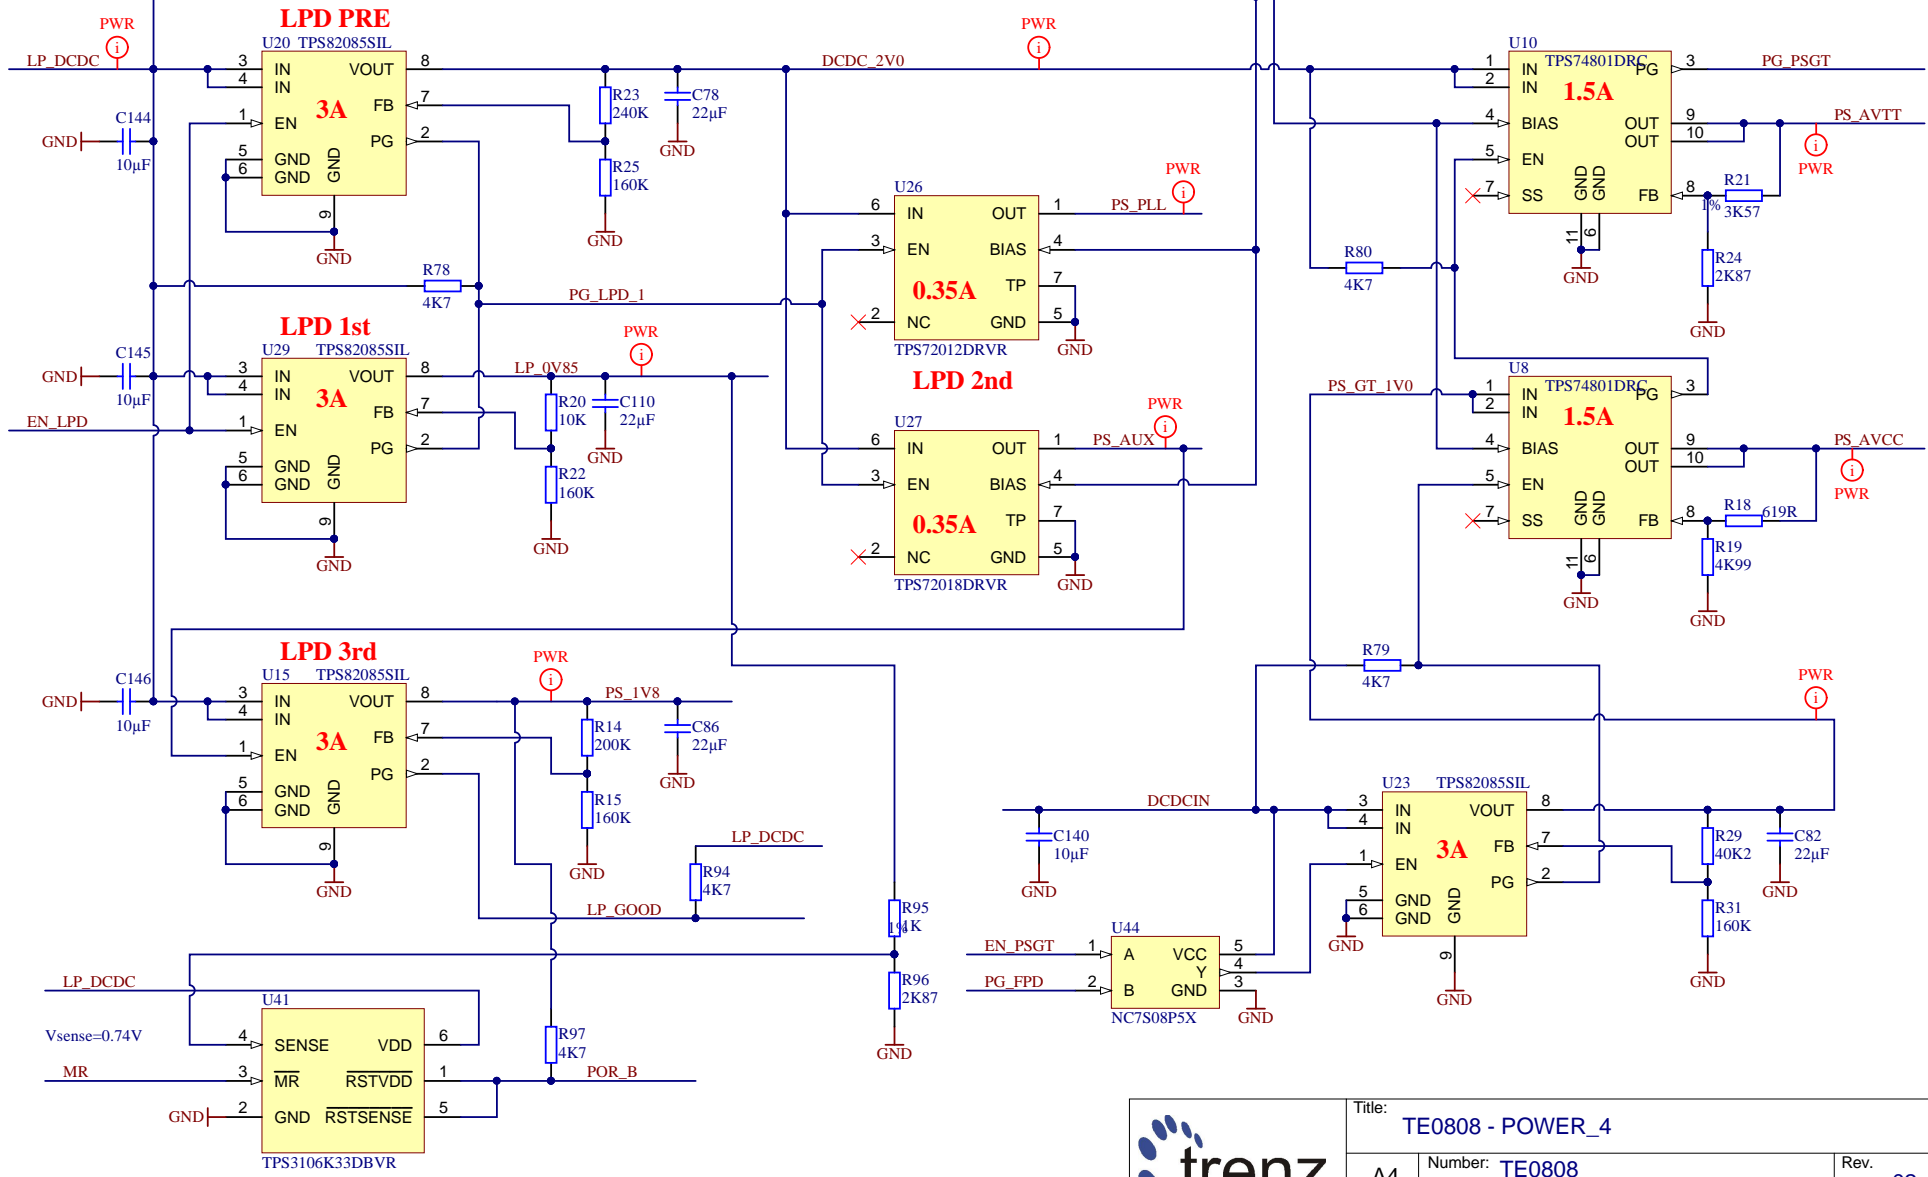 LPD PRE
U20 TPS82085SIL
PWR
LP_DCDC
3 IN VOUT 8
4 IN
3A
FB 7
1 EN
PG 2
5 GND
6 GND
GND
9
GND
C144
10µF
GND
R23
240K
C78
22µF
GND
R25
160K
GND
DCDC_2V0
PWR
R78
4K7
PG_LPD_1
LPD 1st
U29 TPS82085SIL
C145
10µF
GND
3 IN VOUT 8
4 IN
3A
FB 7
1 EN
PG 2
5 GND
6 GND
GND
9
GND
EN_LPD
LP_0V85
PWR
R20
10K
C110
22µF
GND
R22
160K
GND
U26
6 IN OUT 1
3 EN BIAS 4
0.35A
TP 7
2 NC GND 5
TPS72012DRVR
GND
PS_PLL
PWR
LPD 2nd
U27
6 IN OUT 1
3 EN BIAS 4
0.35A
TP 7
2 NC GND 5
TPS72018DRVR
GND
PS_AUX
PWR
U10
TPS74801DRC
1 IN PG 3
2 IN
1.5A
4 BIAS OUT 9
OUT 10
5 EN
7 SS FB 8
GND
GND
11
6
GND
PG_PSGT
PS_AVTT
PWR
R21
1%
3K57
R24
2K87
GND
R80
4K7
U8
TPS74801DRC
1 IN PG 3
2 IN
1.5A
4 BIAS OUT 9
OUT 10
5 EN
7 SS FB 8
GND
GND
11
6
GND
PS_GT_1V0
PS_AVCC
PWR
R18
619R
R19
4K99
GND
LPD 3rd
U15 TPS82085SIL
C146
10µF
GND
3 IN VOUT 8
4 IN
3A
FB 7
1 EN
PG 2
5 GND
6 GND
GND
9
GND
PWR
PS_1V8
R14
200K
C86
22µF
GND
R15
160K
GND
LP_DCDC
R94
4K7
LP_GOOD
R95
1%
1K
R96
2K87
GND
R79
4K7
PWR
U23 TPS82085SIL
DCDCIN
3 IN VOUT 8
4 IN
3A
FB 7
1 EN
PG 2
5 GND
6 GND
GND
9
GND
GND
C140
10µF
GND
R29
40K2
C82
22µF
GND
R31
160K
GND
U44
EN_PSGT 1 A VCC 5
Y 4
PG_FPD 2 B GND 3
NC7S08P5X
GND
LP_DCDC
U41
Vsense=0.74V
4 SENSE VDD 6
MR 3 MR RSTVDD 1
GND 2 GND RSTSENSE 5
TPS3106K33DBVR
R97
4K7
POR_B
trenz
Title:
TE0808 - POWER_4
A4
Number: TE0808
Rev.